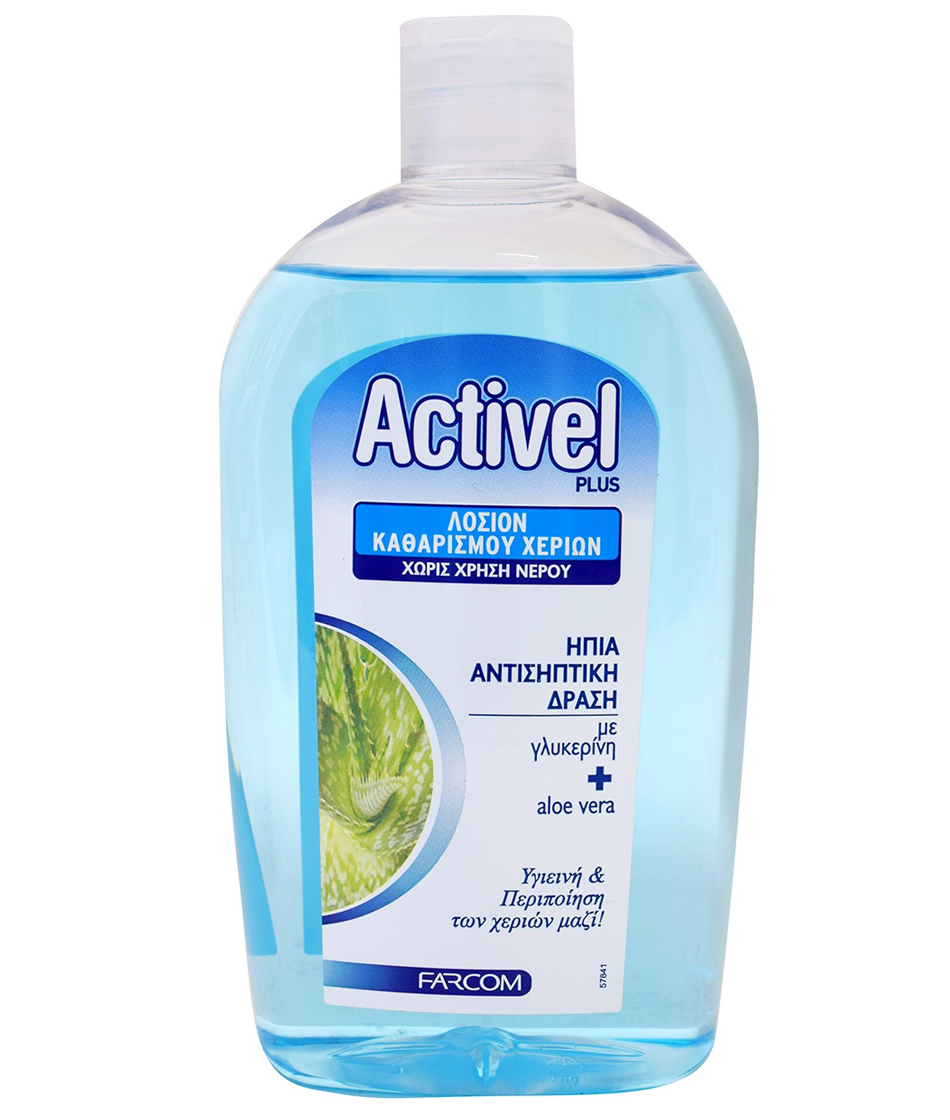 Activel
PLUS
ΛΟΣΙΟΝ
ΚΑΘΑΡΙΣΜΟΥ ΧΕΡΙΩΝ
ΧΩΡΙΣ ΧΡΗΣΗ ΝΕΡΟΥ
ΗΠΙΑ
ΑΝΤΙΣΗΠΤΙΚΗ
ΔΡΑΣΗ
με
γλυκερίνη
+
aloe vera
Υγιεινή &
Περιποίηση
των χεριών μαζί!
FARCOM
57841